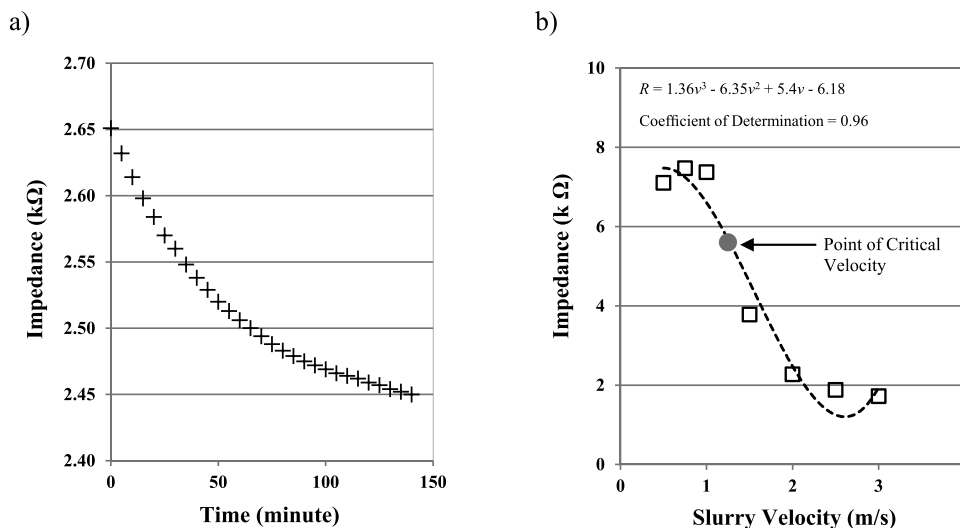 a)
2.70
2.65
2.60
2.55
2.50
2.45
2.40
0
50
100
150
Impedance (kΩ)
Time (minute)
b)
10
8
6
4
2
0
0
1
2
3
Impedance (k Ω)
Slurry Velocity (m/s)
R = 1.36v³ - 6.35v² + 5.4v - 6.18
Coefficient of Determination = 0.96
Point of Critical
Velocity